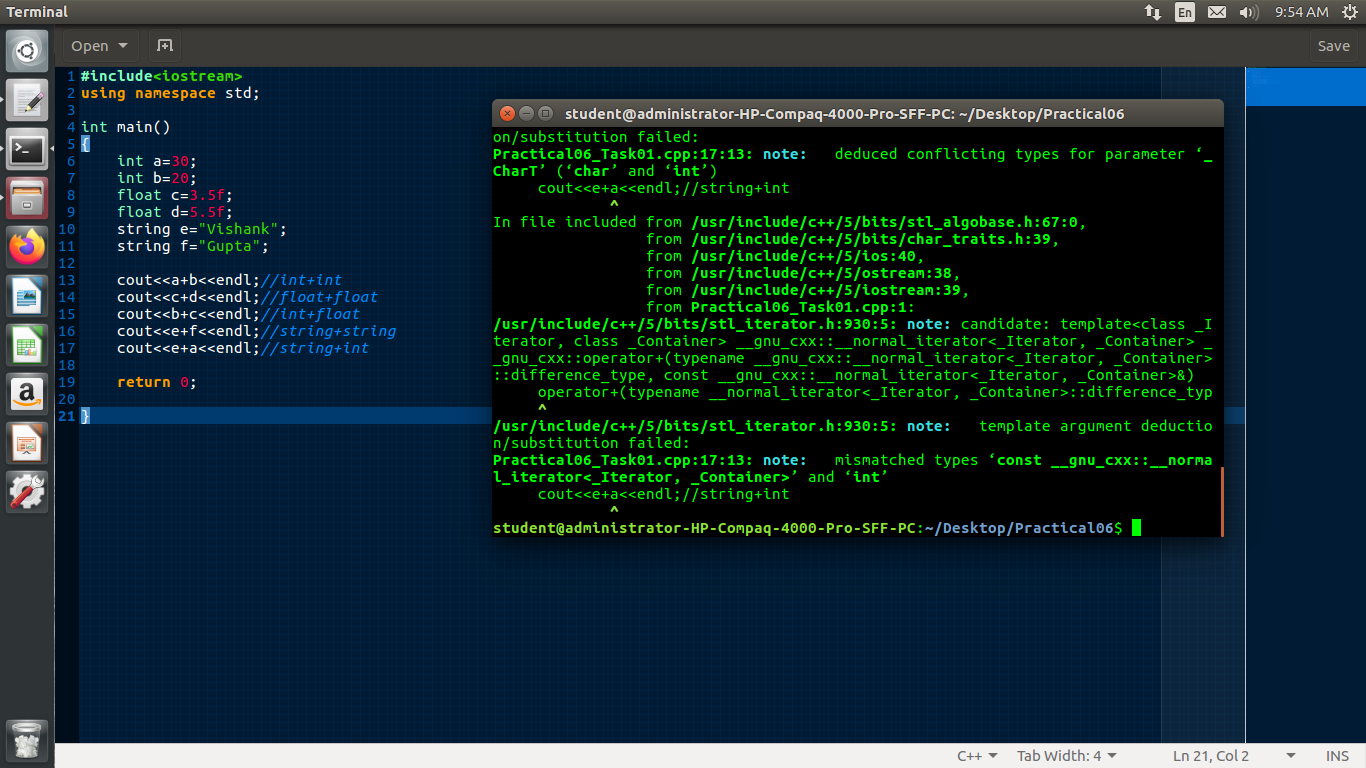 Terminal
En
9:54 AM
Open
Save
1 #include<iostream>
2 using namespace std;
3
4 int main()
5 {
6 int a=30;
7 int b=20;
8 float c=3.5f;
9 float d=5.5f;
10 string e="Vishank";
11 string f="Gupta";
12
13 cout<<a+b<<endl;//int+int
14 cout<<c+d<<endl;//float+float
15 cout<<b+c<<endl;//int+float
16 cout<<e+f<<endl;//string+string
17 cout<<e+a<<endl;//string+int
18
19 return 0;
20
21 }
student@administrator-HP-Compaq-4000-Pro-SFF-PC: ~/Desktop/Practical06
on/substitution failed:
Practical06_Task01.cpp:17:13: note:   deduced conflicting types for parameter ‘_
CharT’ (‘char’ and ‘int’)
cout<<e+a<<endl;//string+int
^
In file included from /usr/include/c++/5/bits/stl_algobase.h:67:0,
from /usr/include/c++/5/bits/char_traits.h:39,
from /usr/include/c++/5/ios:40,
from /usr/include/c++/5/ostream:38,
from /usr/include/c++/5/iostream:39,
from Practical06_Task01.cpp:1:
/usr/include/c++/5/bits/stl_iterator.h:930:5: note: candidate: template<class _I
terator, class _Container> __gnu_cxx::__normal_iterator<_Iterator, _Container> _
_gnu_cxx::operator+(typename __gnu_cxx::__normal_iterator<_Iterator, _Container>
::difference_type, const __gnu_cxx::__normal_iterator<_Iterator, _Container>&)
operator+(typename __normal_iterator<_Iterator, _Container>::difference_typ
^
/usr/include/c++/5/bits/stl_iterator.h:930:5: note:   template argument deductio
n/substitution failed:
Practical06_Task01.cpp:17:13: note:   mismatched types ‘const __gnu_cxx::__norma
l_iterator<_Iterator, _Container>’ and ‘int’
cout<<e+a<<endl;//string+int
^
student@administrator-HP-Compaq-4000-Pro-SFF-PC:~/Desktop/Practical06$
C++
Tab Width: 4
Ln 21, Col 2
INS